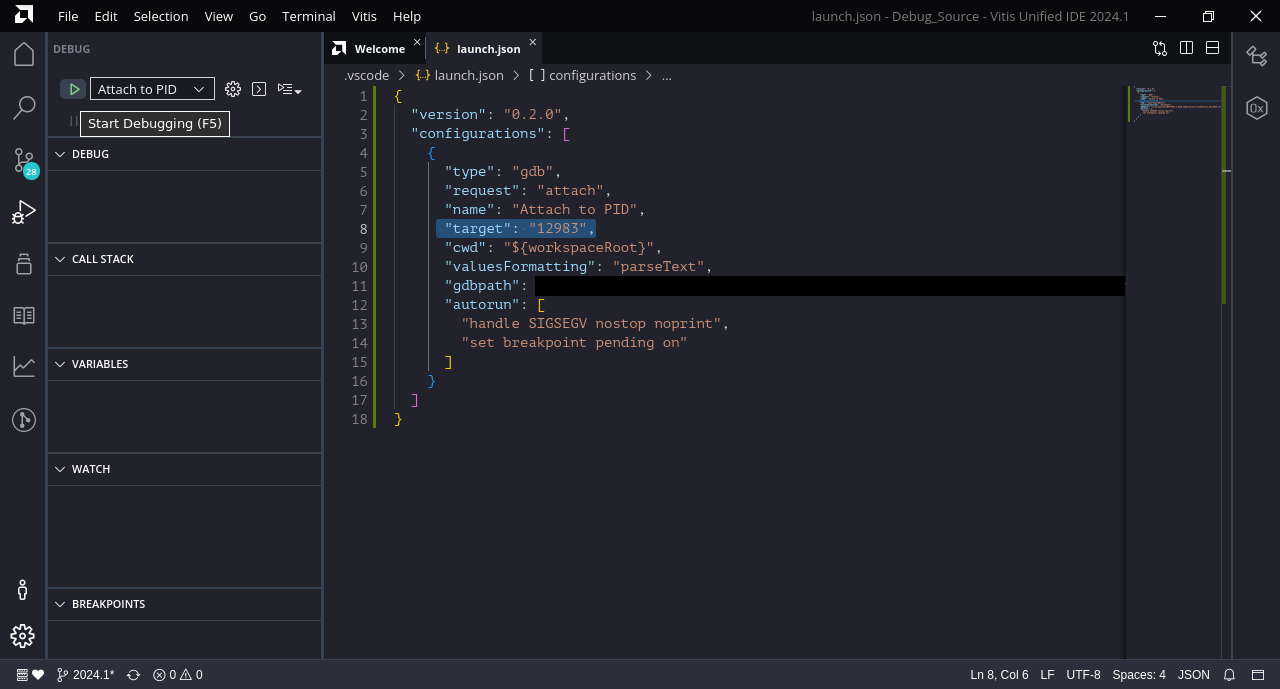 File Edit Selection View Go Terminal Vitis Help
launch.json - Debug_Source - Vitis Unified IDE 2024.1
DEBUG
Attach to PID
Start Debugging (F5)
DEBUG
CALL STACK
VARIABLES
WATCH
BREAKPOINTS
28
Welcome
{..} launch.json
.vscode > {..} launch.json > [ ] configurations > ...
1 {
2 "version": "0.2.0",
3 "configurations": [
4 {
5 "type": "gdb",
6 "request": "attach",
7 "name": "Attach to PID",
8 "target": "12983",
9 "cwd": "${workspaceRoot}",
10 "valuesFormatting": "parseText",
11 "gdbpath":
12 "autorun": [
13 "handle SIGSEGV nostop noprint",
14 "set breakpoint pending on"
15 ]
16 }
17 ]
18 }
0x
2024.1* 0 0
Ln 8, Col 6 LF UTF-8 Spaces: 4 JSON